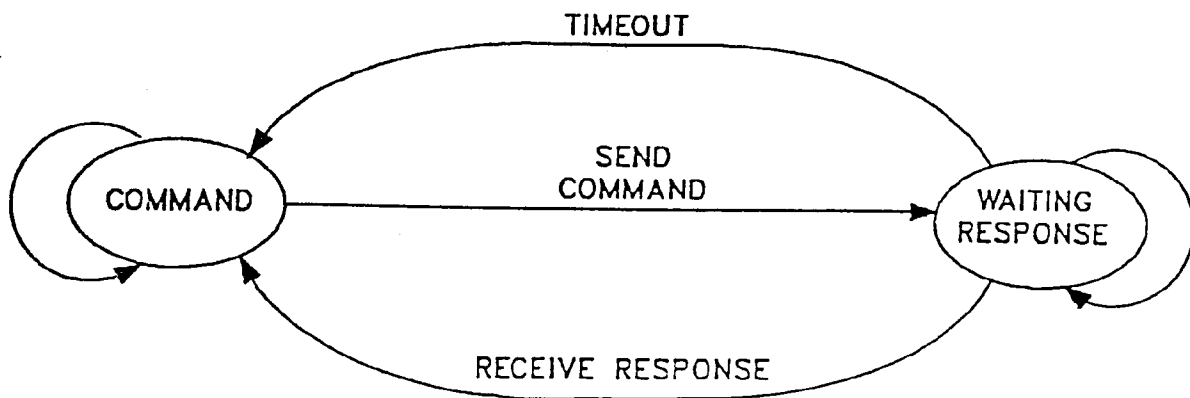 TIMEOUT
SEND
COMMAND
COMMAND
WAITING
RESPONSE
RECEIVE RESPONSE